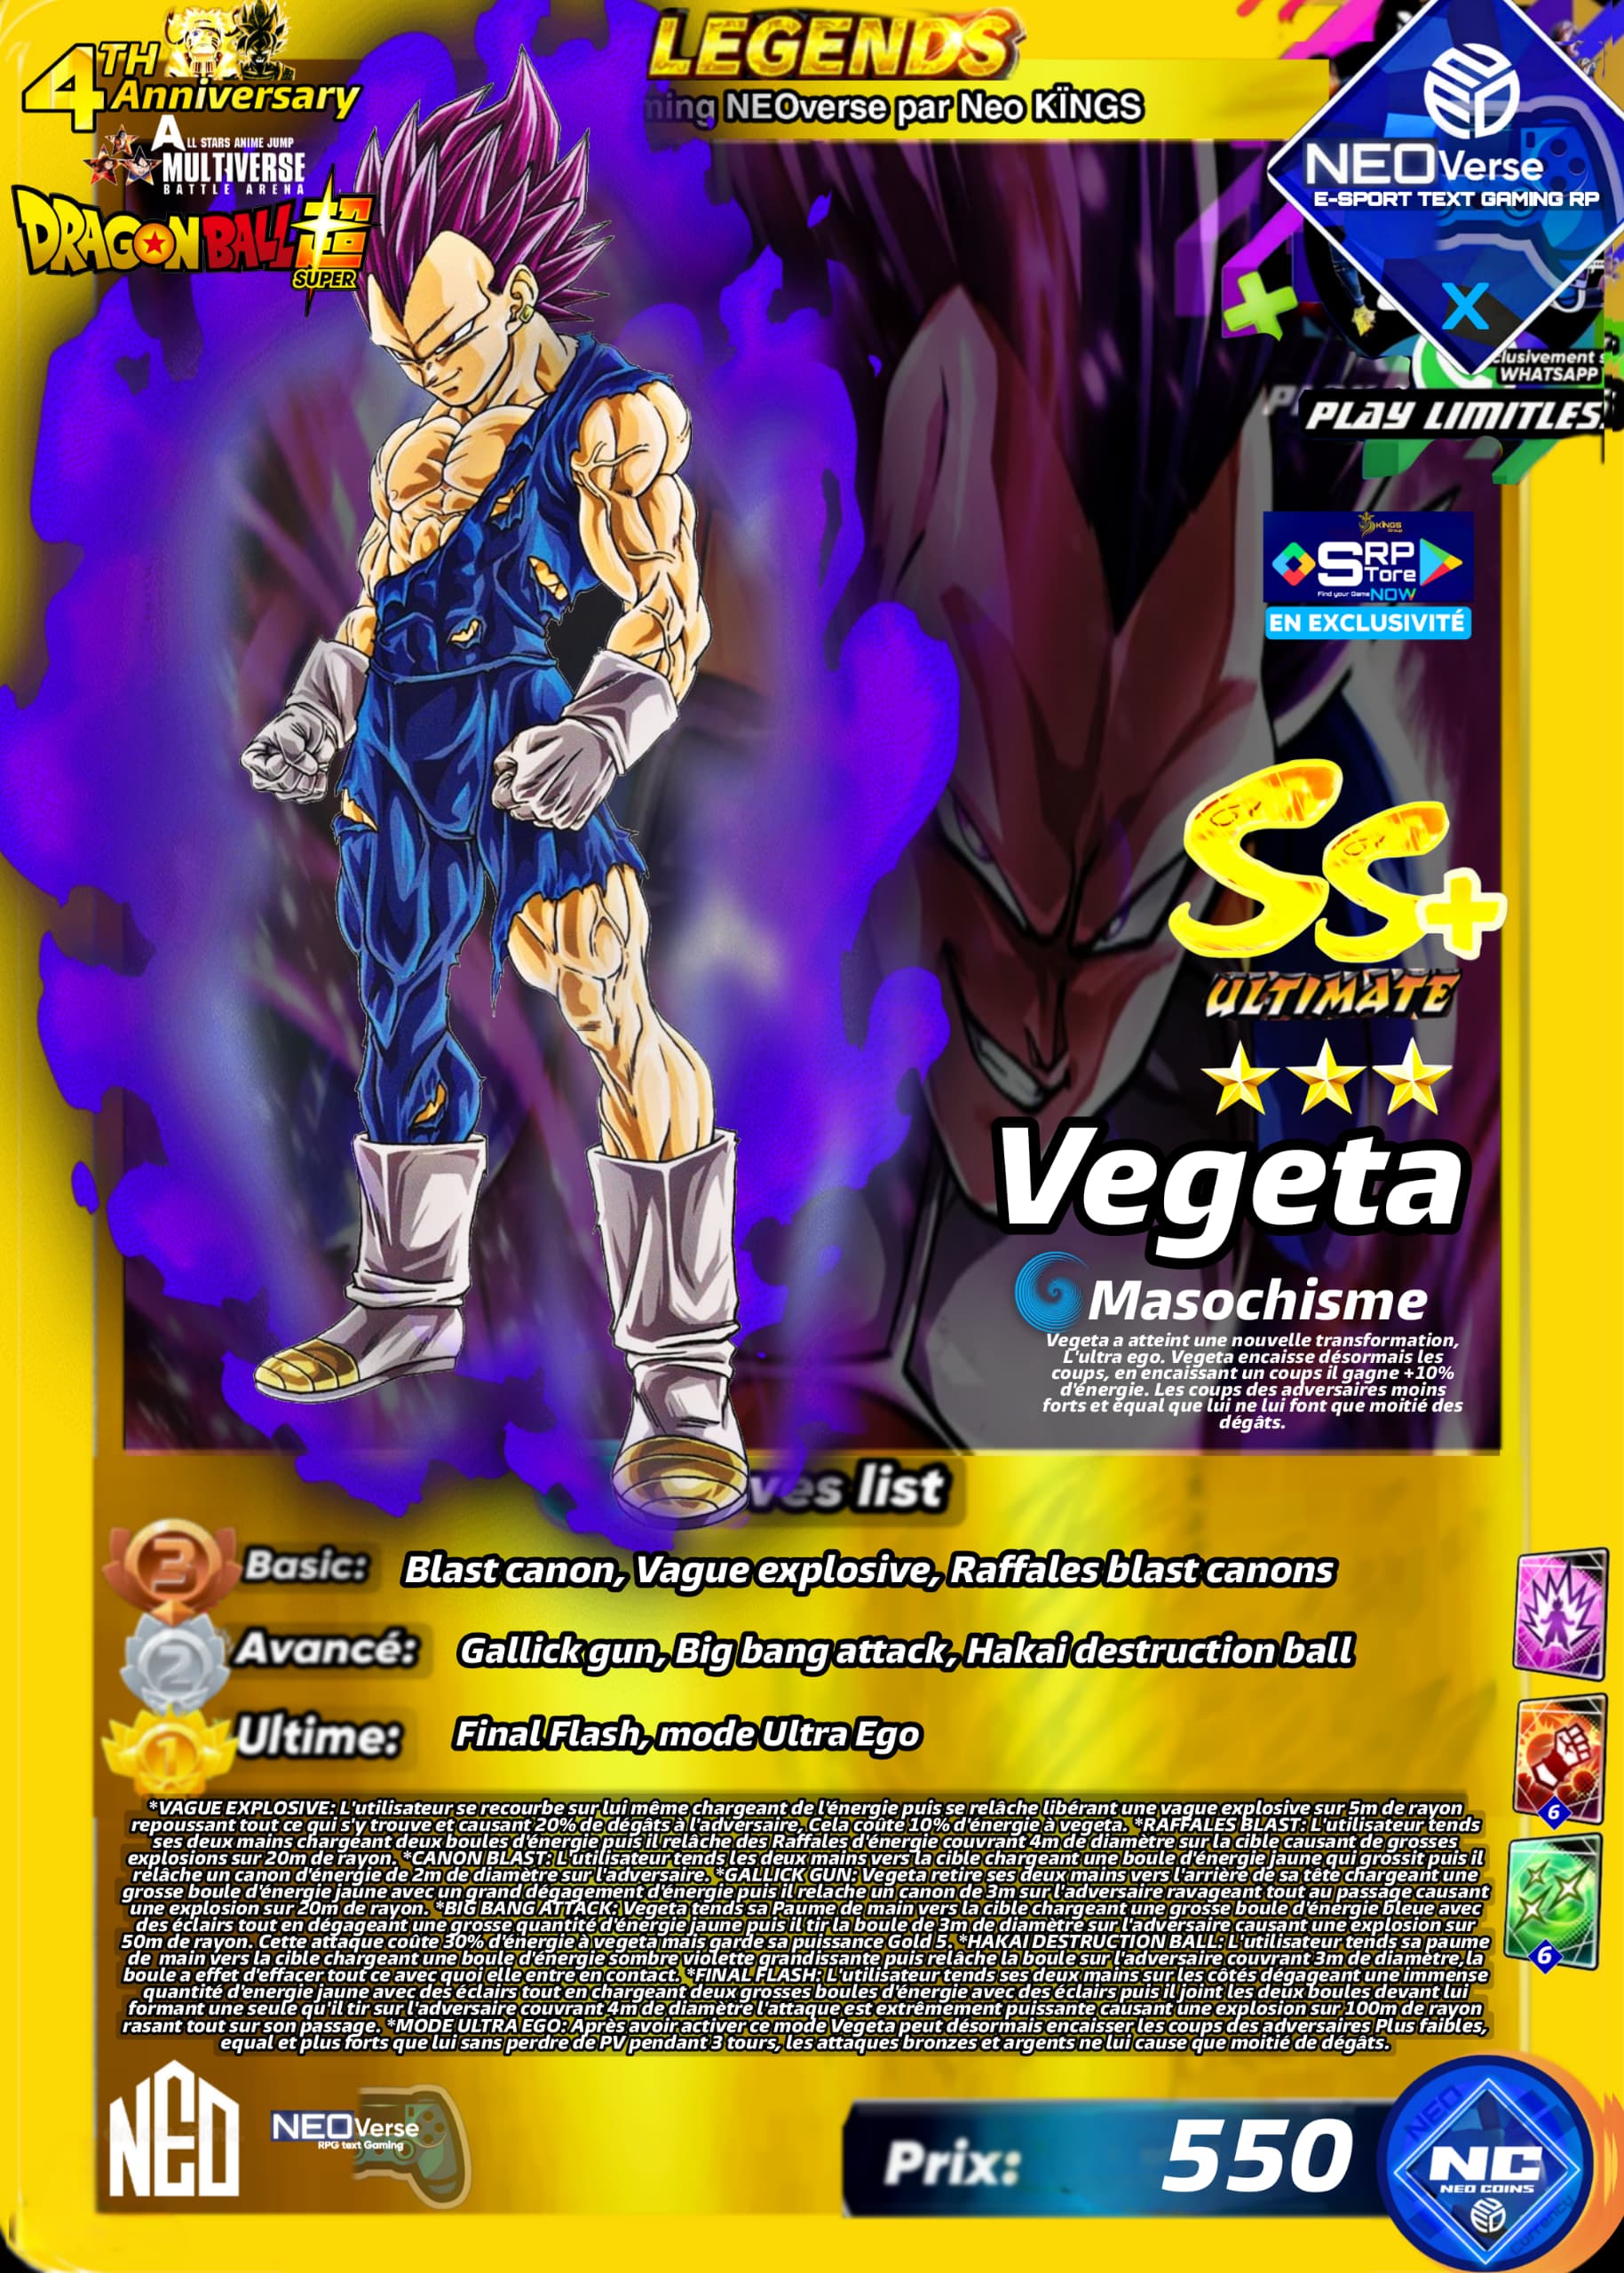 4TH
Anniversary
LEGENDS
ming NEOverse par Neo KÏNGS
ALL STARS ANIME JUMP
MULTIVERSE
BATTLE ARENA
DRAGON BALL 超
SUPER
NEOVerse
E-SPORT TEXT GAMING RP
X
clusivement s
WHATSAPP
PLAY LIMITLES
KÏNGS
SRP
Tore
Find your Game NOW
EN EXCLUSIVITÉ
SS+
ULTIMATE
Vegeta
Masochisme
Vegeta a atteint une nouvelle transformation,
L'ultra ego. Vegeta encaisse désormais les
coups, en encaissant un coups il gagne +10%
d'énergie. Les coups des adversaires moins
forts et equal que lui ne lui font que moitié des
dégâts.
ves list
3 Basic: Blast canon, Vague explosive, Raffales blast canons
2 Avancé: Gallick gun, Big bang attack, Hakai destruction ball
1 Ultime: Final Flash, mode Ultra Ego
6
6
*VAGUE EXPLOSIVE: L'utilisateur se recourbe sur lui même chargeant de l'énergie puis se relâche libérant une vague explosive sur 5m de rayon
repoussant tout ce qui s'y trouve et causant 20% de dégâts à l'adversaire, Cela coûte 10% d'énergie à vegeta. *RAFFALES BLAST: L'utilisateur tends
ses deux mains chargeant deux boules d'énergie puis il relâche des Raffales d'énergie couvrant 4m de diamètre sur la cible causant de grosses
explosions sur 20m de rayon. *CANON BLAST: L'utilisateur tends les deux mains vers la cible chargeant une boule d'énergie jaune qui grossit puis il
relâche un canon d'énergie de 2m de diamètre sur l'adversaire. *GALLICK GUN: Vegeta retire ses deux mains vers l'arrière de sa tête chargeant une
grosse boule d'énergie jaune avec un grand dégagement d'énergie puis il relache un canon de 3m sur l'adversaire ravageant tout au passage causant
une explosion sur 20m de rayon. *BIG BANG ATTACK: Vegeta tends sa Paume de main vers la cible chargeant une grosse boule d'énergie bleue avec
des éclairs tout en dégageant une grosse quantité d'énergie jaune puis il tir la boule de 3m de diamètre sur l'adversaire causant une explosion sur
50m de rayon. Cette attaque coûte 30% d'énergie à vegeta mais garde sa puissance Gold 5. *HAKAI DESTRUCTION BALL: L'utilisateur tends sa paume
de main vers la cible chargeant une boule d'énergie sombre violette grandissante puis relâche la boule sur l'adversaire couvrant 3m de diamètre, la
boule a effet d'effacer tout ce avec quoi elle entre en contact. *FINAL FLASH: L'utilisateur tends ses deux mains sur les côtés dégageant une immense
quantité d'energie jaune avec des éclairs tout en chargeant deux grosses boules d'énergie avec des éclairs puis il joint les deux boules devant lui
formant une seule qu'il tir sur l'adversaire couvrant 4m de diamètre l'attaque est extrêmement puissante causant une explosion sur 100m de rayon
rasant tout sur son passage. *MODE ULTRA EGO: Après avoir activer ce mode Vegeta peut désormais encaisser les coups des adversaires Plus faibles,
equal et plus forts que lui sans perdre de PV pendant 3 tours, les attaques bronzes et argents ne lui cause que moitié de dégâts.
NEO
NEOVerse
RPG text Gaming
Prix: 550
NC
NEO COINS
Currency